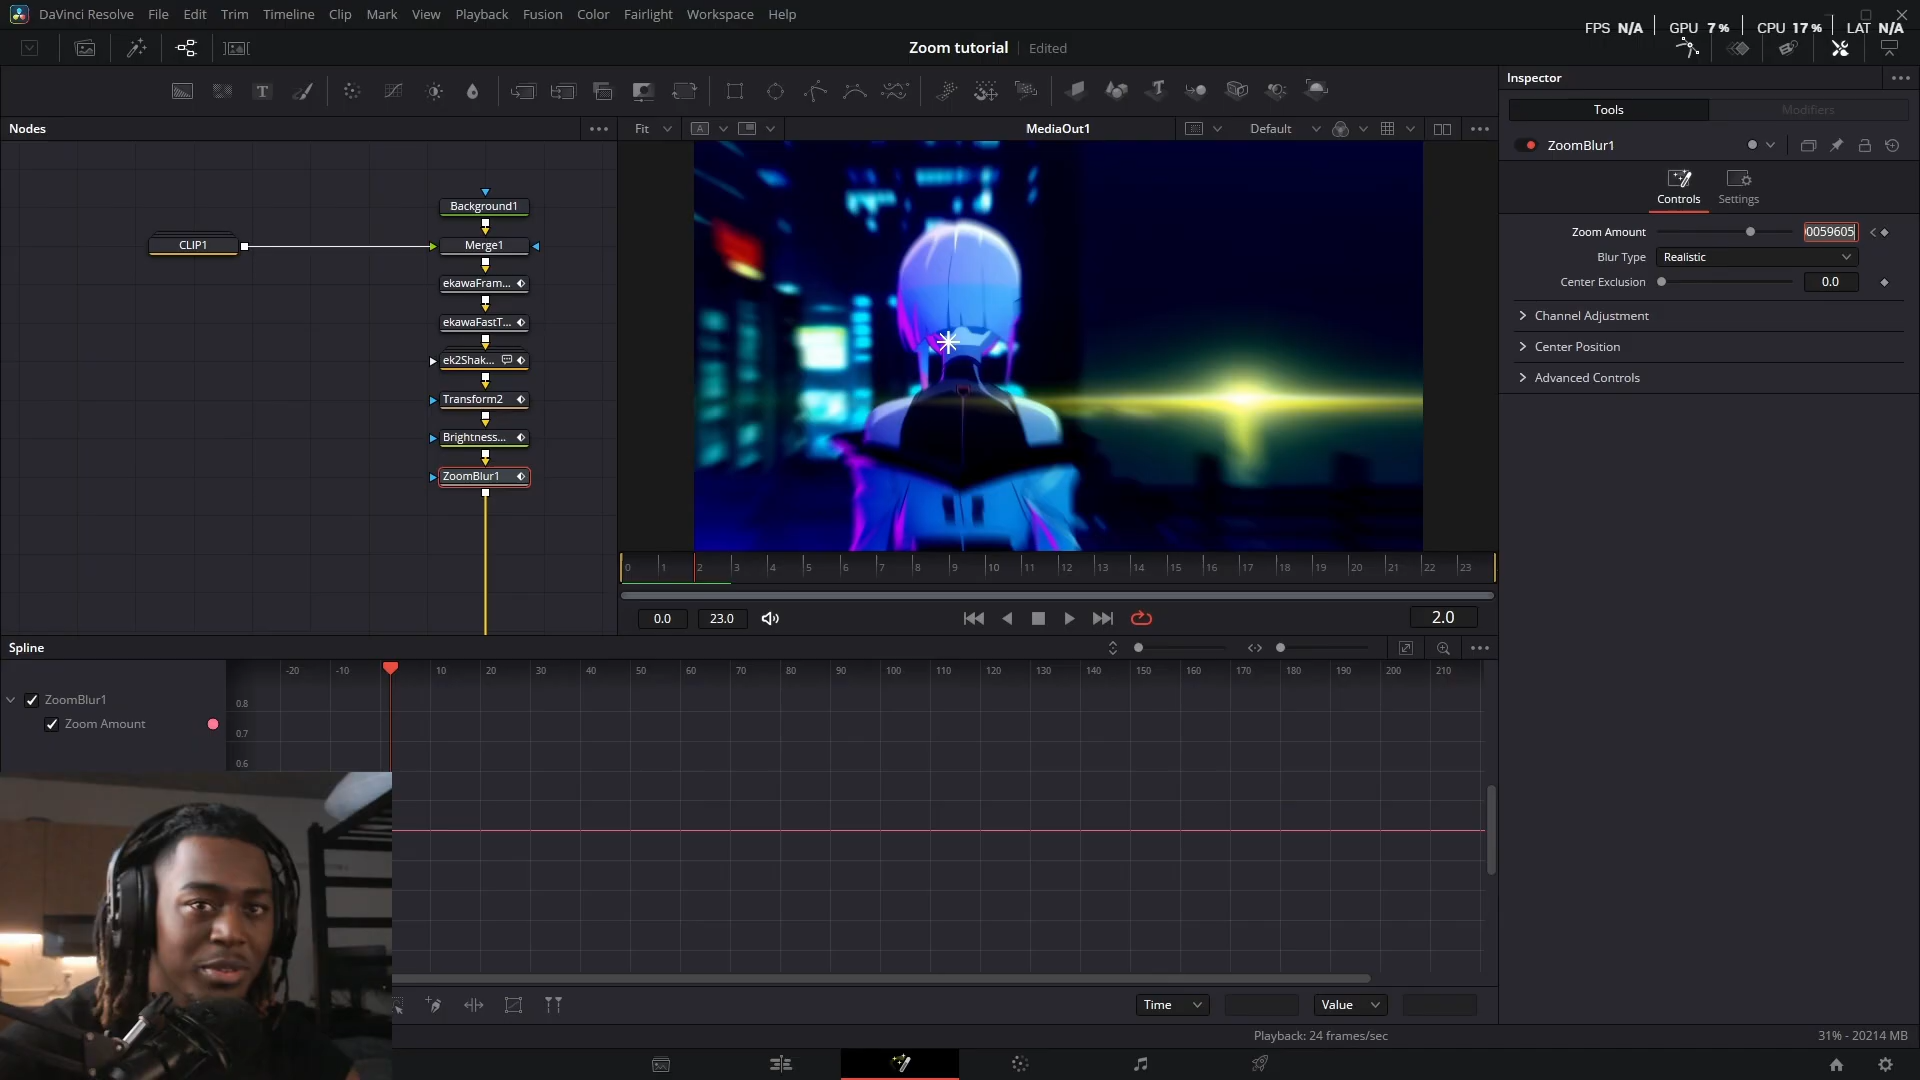 DaVinci Resolve File Edit Trim Timeline Clip Mark View Playback Fusion Color Fairlight Workspace Help
FPS N/A GPU 7% CPU 17% LAT N/A
Zoom tutorial Edited
Inspector
Tools Modifiers
Nodes
Fit
MediaOut1
Default
ZoomBlur1
Controls Settings
Background1
CLIP1
Merge1
ekawaFram...
ekawaFastT...
ek2Shak...
Transform2
Brightness...
ZoomBlur1
Zoom Amount 0059605
Blur Type Realistic
Center Exclusion 0.0
Channel Adjustment
Center Position
Advanced Controls
0 1 2 3 4 5 6 7 8 9 10 11 12 13 14 15 16 17 18 19 20 21 22 23
0.0 23.0 2.0
Spline
-20 -10 10 20 30 40 50 60 70 80 90 100 110 120 130 140 150 160 170 180 190 200 210
ZoomBlur1
Zoom Amount
0.8
0.7
0.6
Time Value
Playback: 24 frames/sec
31% - 20214 MB